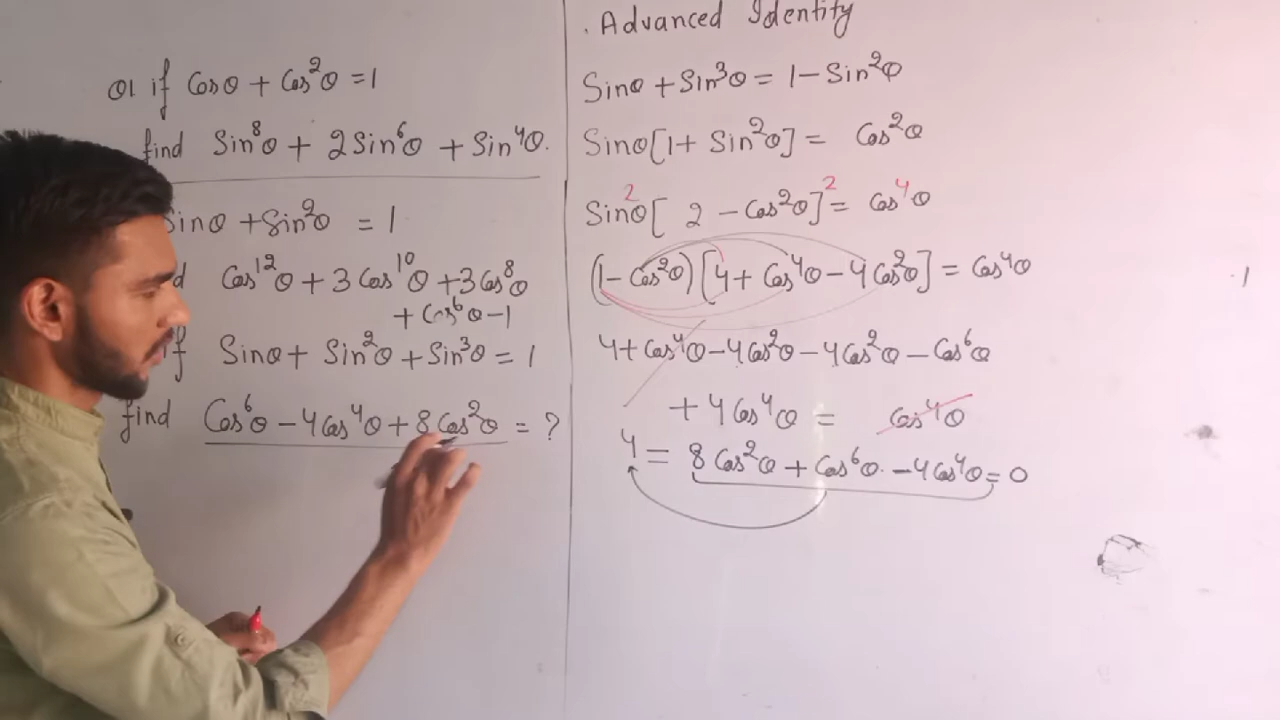 Q1 if Cosθ + Cos²θ = 1
find Sin⁸θ + 2Sin⁶θ + Sin⁴θ.
Sinθ + Sin²θ = 1
Cos¹²θ + 3Cos¹⁰θ + 3Cos⁸θ
+ Cos⁶θ - 1
If Sinθ + Sin²θ + Sin³θ = 1
find Cos⁶θ - 4Cos⁴θ + 8Cos²θ = ?
. Advanced Identity
Sinθ + Sin³θ = 1 - Sin²θ
Sinθ[1 + Sin²θ] = Cos²θ
Sin²θ[2 - Cos²θ]² = Cos⁴θ
(1 - Cos²θ)[4 + Cos⁴θ - 4Cos²θ] = Cos⁴θ
4 + Cos⁴θ - 4Cos²θ - 4Cos²θ - Cos⁶θ
+ 4Cos⁴θ = Cos⁴θ
4 = 8Cos²θ + Cos⁶θ - 4Cos⁴θ = 0